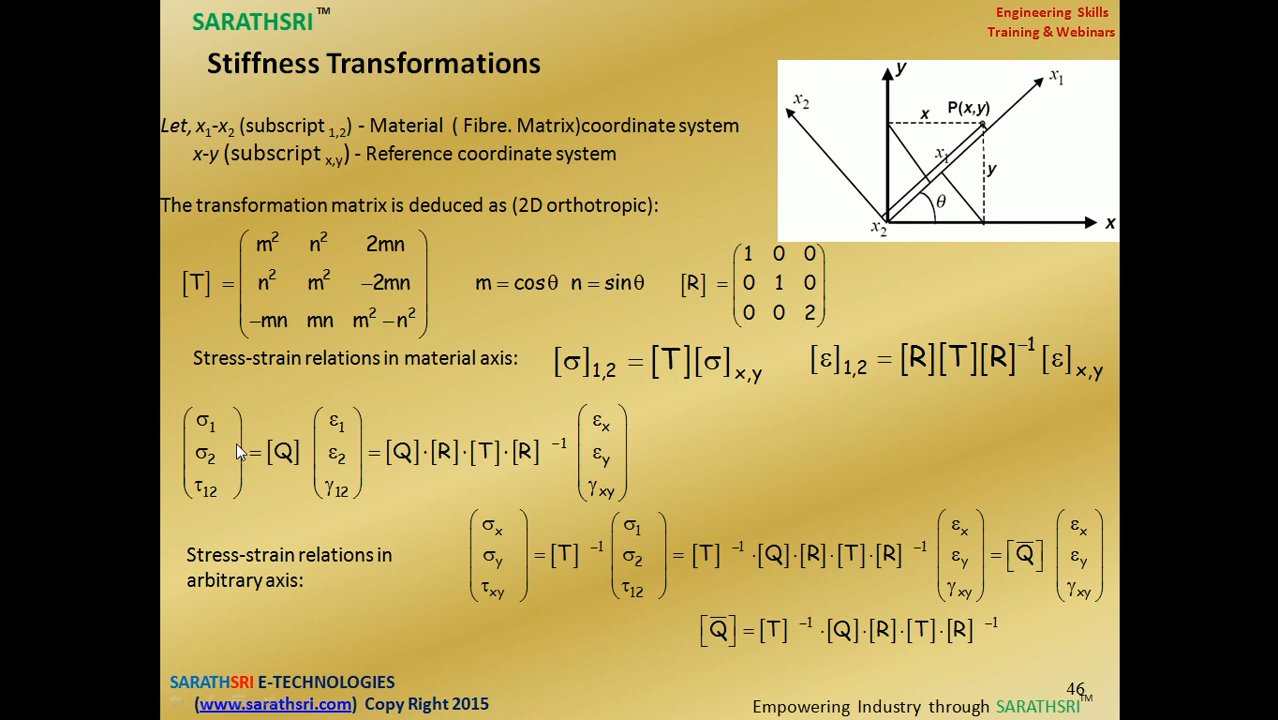 SARATHSRI™
Engineering Skills
Training & Webinars
Stiffness Transformations
y
x₁
x₂
P(x,y)
x
x₁
y
θ
x₂
x
Let, x₁-x₂ (subscript ₁,₂) - Material ( Fibre. Matrix)coordinate system
x-y (subscript x,y) - Reference coordinate system
The transformation matrix is deduced as (2D orthotropic):
[T] = ( m² n² 2mn
n² m² −2mn
−mn mn m² − n² )
m = cosθ n = sinθ
[R] = ( 1 0 0
0 1 0
0 0 2 )
Stress-strain relations in material axis:
[σ]₁,₂ = [T][σ]x,y
[ε]₁,₂ = [R][T][R]⁻¹[ε]x,y
(σ₁ σ₂ τ₁₂) = [Q] (ε₁ ε₂ γ₁₂) = [Q]·[R]·[T]·[R] ⁻¹ (εx εy γxy)
Stress-strain relations in
arbitrary axis:
(σx σy τxy) = [T] ⁻¹ (σ₁ σ₂ τ₁₂) = [T] ⁻¹ ·[Q]·[R]·[T]·[R] ⁻¹ (εx εy γxy) = [Q̅] (εx εy γxy)
[Q̅] = [T] ⁻¹ ·[Q]·[R]·[T]·[R] ⁻¹
SARATHSRI E-TECHNOLOGIES
(www.sarathsri.com) Copy Right 2015
46
Empowering Industry through SARATHSRI™